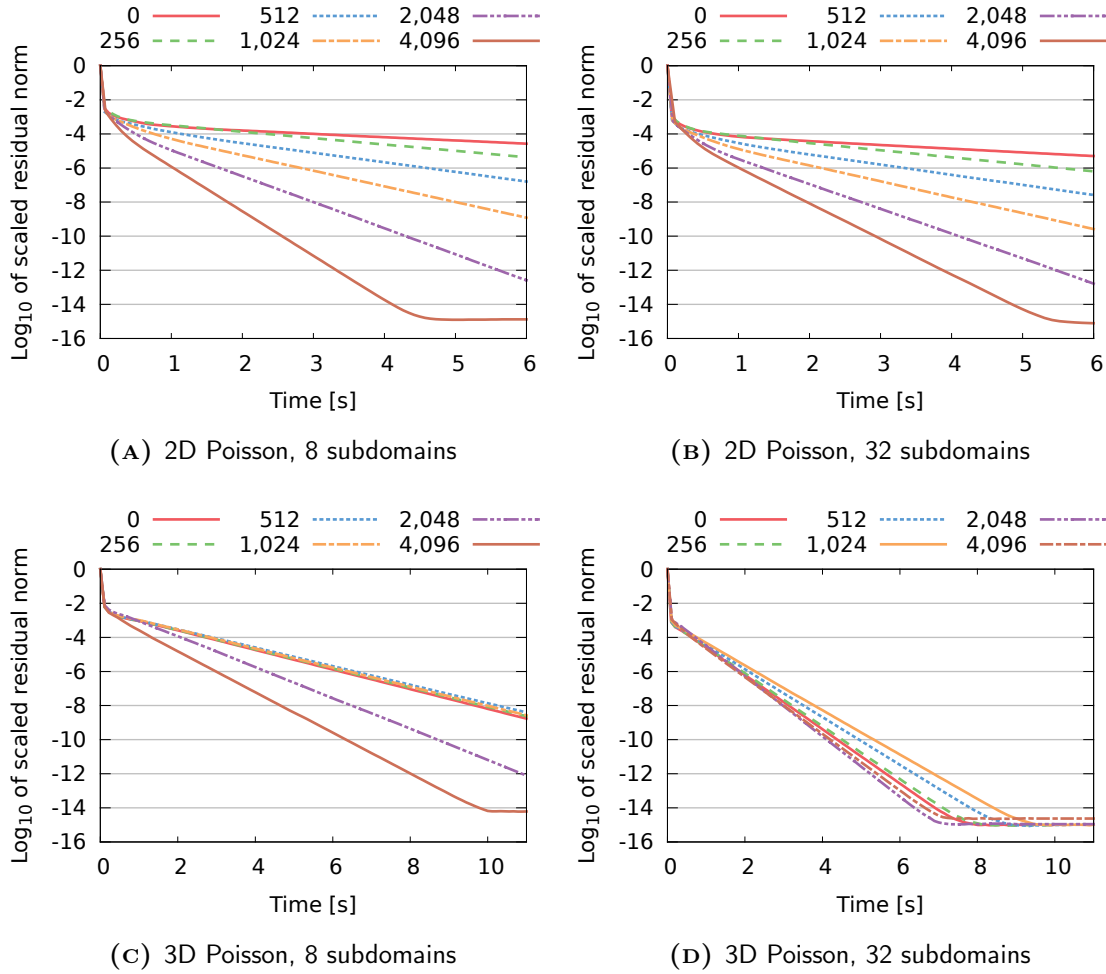 0 512 2,048
256 1,024 4,096
Log10 of scaled residual norm
0
-2
-4
-6
-8
-10
-12
-14
-16
0 1 2 3 4 5 6
Time [s]
(A) 2D Poisson, 8 subdomains
0 512 2,048
256 1,024 4,096
Log10 of scaled residual norm
0
-2
-4
-6
-8
-10
-12
-14
-16
0 1 2 3 4 5 6
Time [s]
(B) 2D Poisson, 32 subdomains
0 512 2,048
256 1,024 4,096
Log10 of scaled residual norm
0
-2
-4
-6
-8
-10
-12
-14
-16
0 2 4 6 8 10
Time [s]
(C) 3D Poisson, 8 subdomains
0 512 2,048
256 1,024 4,096
Log10 of scaled residual norm
0
-2
-4
-6
-8
-10
-12
-14
-16
0 2 4 6 8 10
Time [s]
(D) 3D Poisson, 32 subdomains